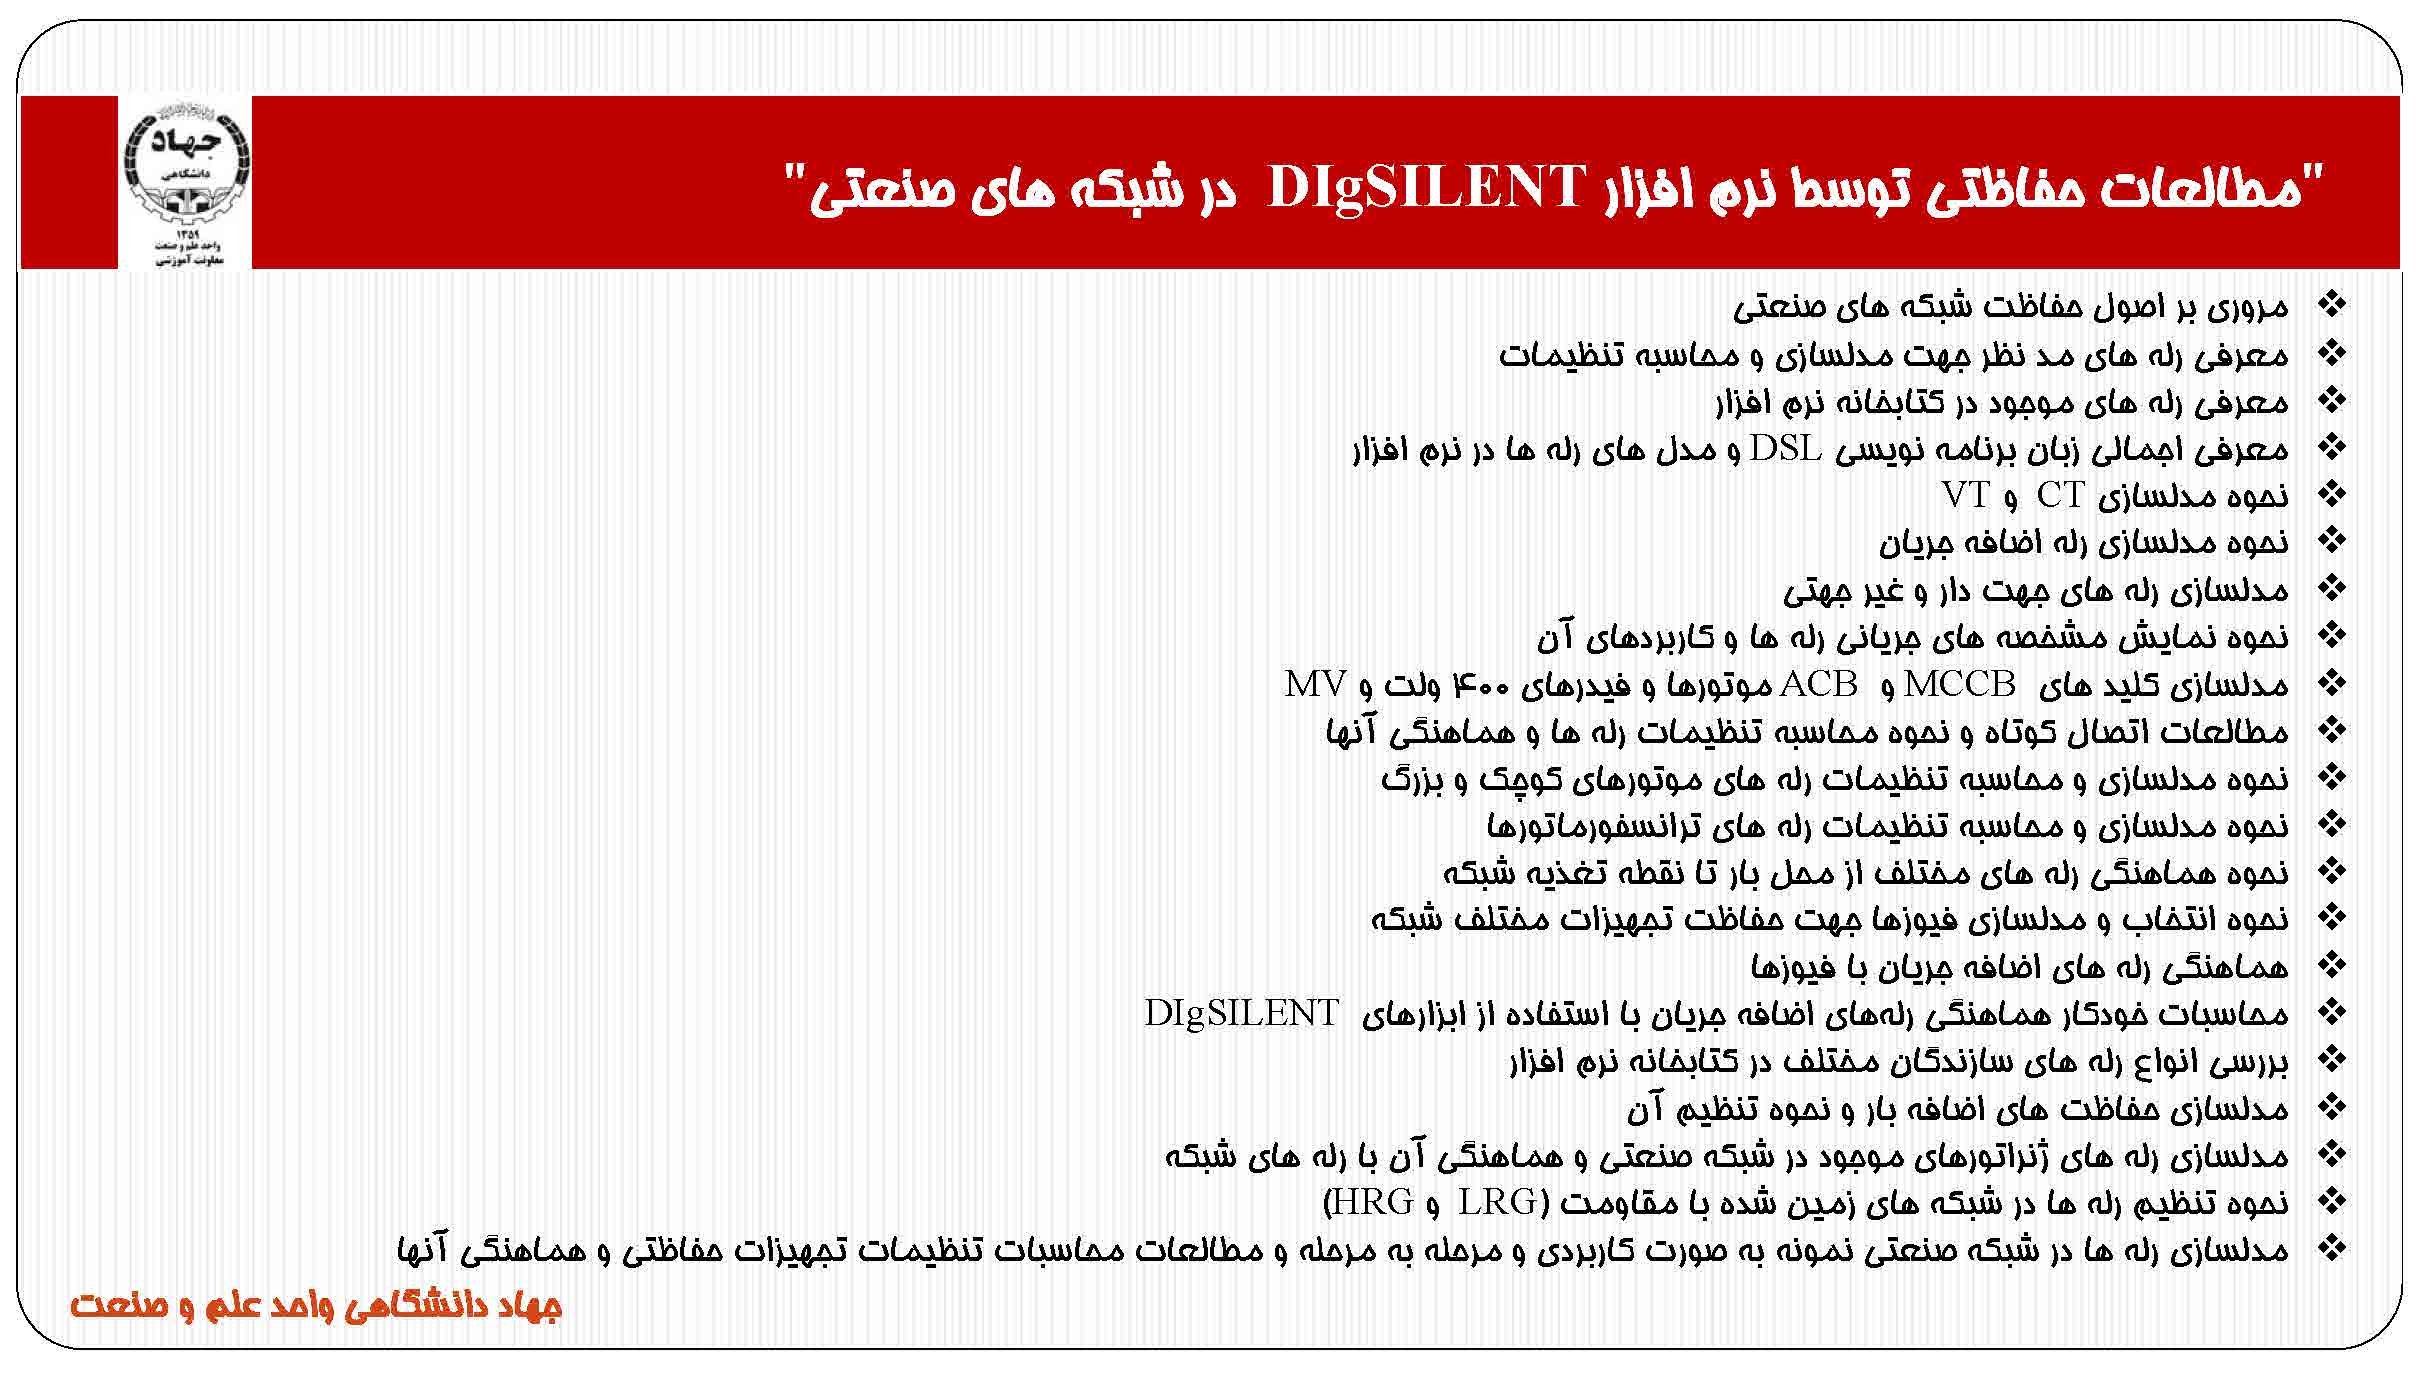 جهاد
دانشگاهی
۱۳۵۹
واحد علم و صنعت
معاونت آموزشی
"مطالعات حفاظتی توسط نرم افزار DIgSILENT در شبکه های صنعتی"
❖ مروری بر اصول حفاظت شبکه های صنعتی
❖ معرفی رله های مد نظر جهت مدلسازی و محاسبه تنظیمات
❖ معرفی رله های موجود در کتابخانه نرم افزار
❖ معرفی اجمالی زبان برنامه نویسی DSL و مدل های رله ها در نرم افزار
❖ نحوه مدلسازی CT و VT
❖ نحوه مدلسازی رله اضافه جریان
❖ مدلسازی رله های جهت دار و غیر جهتی
❖ نحوه نمایش مشخصه های جریانی رله ها و کاربردهای آن
❖ مدلسازی کلید های MCCB و ACB موتورها و فیدرهای ۴۰۰ ولت و MV
❖ مطالعات اتصال کوتاه و نحوه محاسبه تنظیمات رله ها و هماهنگی آنها
❖ نحوه مدلسازی و محاسبه تنظیمات رله های موتورهای کوچک و بزرگ
❖ نحوه مدلسازی و محاسبه تنظیمات رله های ترانسفورماتورها
❖ نحوه هماهنگی رله های مختلف از محل بار تا نقطه تغذیه شبکه
❖ نحوه انتخاب و مدلسازی فیوزها جهت حفاظت تجهیزات مختلف شبکه
❖ هماهنگی رله های اضافه جریان با فیوزها
❖ محاسبات خودکار هماهنگی رله‌های اضافه جریان با استفاده از ابزارهای DIgSILENT
❖ بررسی انواع رله های سازندگان مختلف در کتابخانه نرم افزار
❖ مدلسازی حفاظت های اضافه بار و نحوه تنظیم آن
❖ مدلسازی رله های ژنراتورهای موجود در شبکه صنعتی و هماهنگی آن با رله های شبکه
❖ نحوه تنظیم رله ها در شبکه های زمین شده با مقاومت (LRG و HRG)
❖ مدلسازی رله ها در شبکه صنعتی نمونه به صورت کاربردی و مرحله به مرحله و مطالعات محاسبات تنظیمات تجهیزات حفاظتی و هماهنگی آنها
جهاد دانشگاهی واحد علم و صنعت